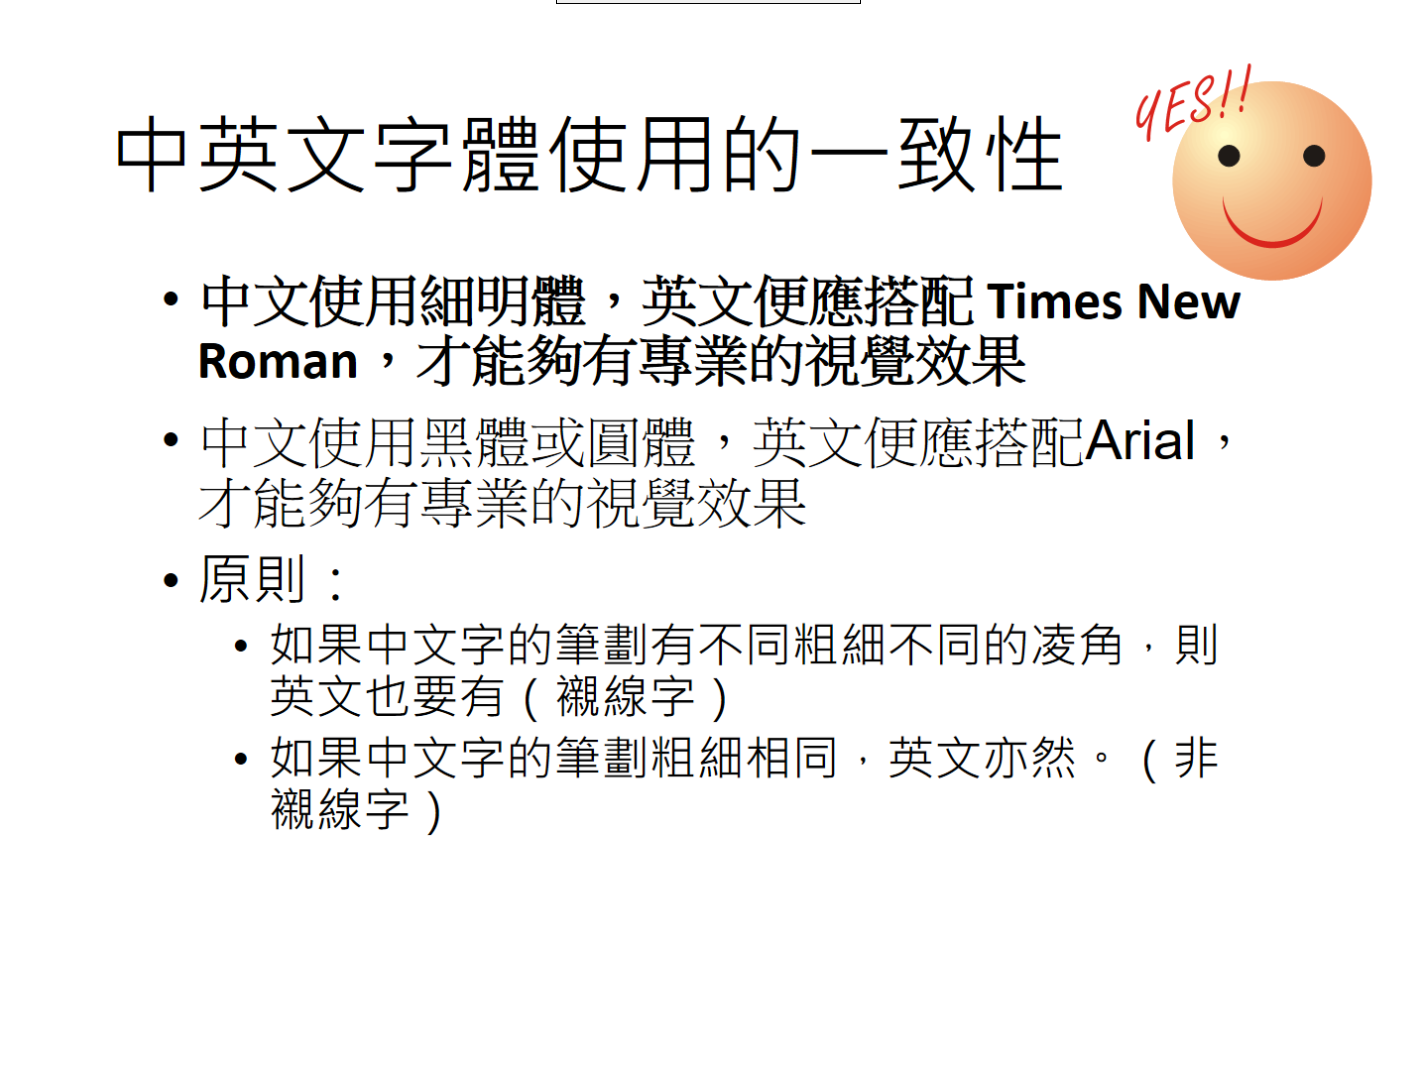 YES!!
中英文字體使用的一致性
• 中文使用細明體，英文便應搭配 Times New
Roman，才能夠有專業的視覺效果
• 中文使用黑體或圓體，英文便應搭配Arial，
才能夠有專業的視覺效果
• 原則：
• 如果中文字的筆劃有不同粗細不同的凌角，則
英文也要有（襯線字）
• 如果中文字的筆劃粗細相同，英文亦然。（非
襯線字）